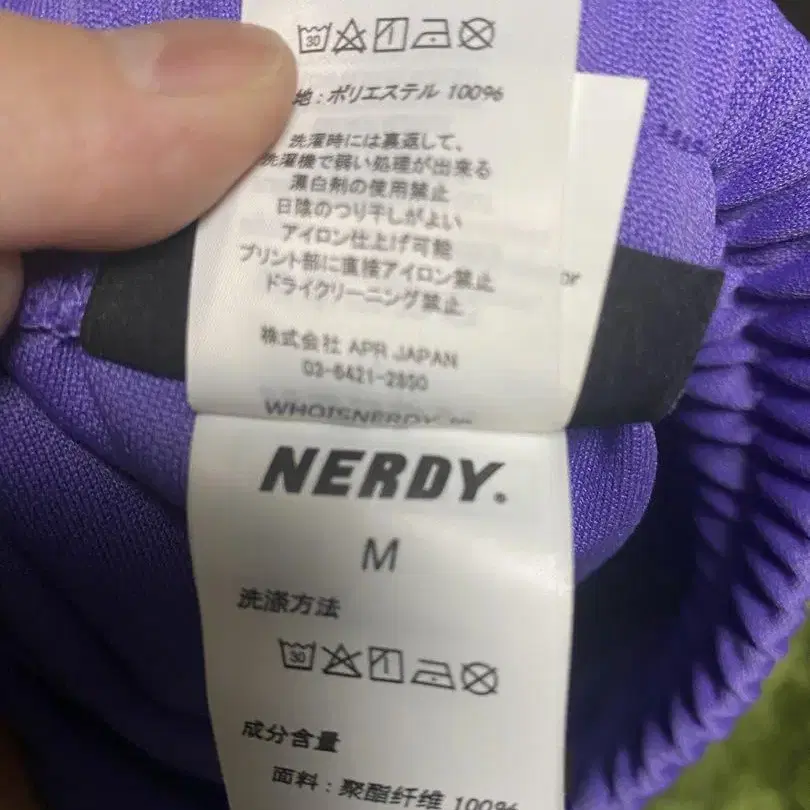 30
地：ポリエステル 100%
洗濯時には裏返して、
洗濯機で弱い処理が出来る
漂白剤の使用禁止
日陰のつり干しがよい
アイロン仕上げ可能
プリント部に直接アイロン禁止
ドライクリーニング禁止
株式会社 APR JAPAN
03-6421-2850
WHOISNERDY
or
NERDY.
M
洗涤方法
30
成分含量
面料：聚酯纤维 100%